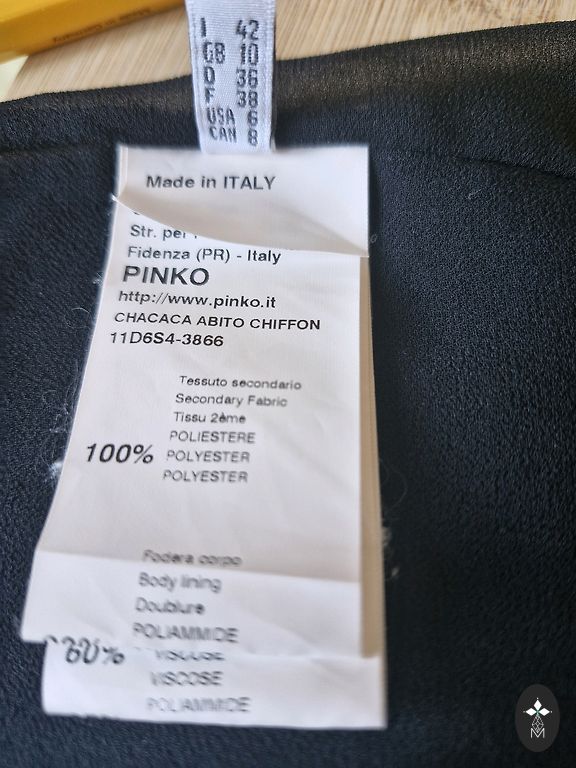 I 42
GB 10
D 36
F 38
USA 6
CAN 8
Made in ITALY
Str. per
Fidenza (PR) - Italy
PINKO
http://www.pinko.it
CHACACA ABITO CHIFFON
11D6S4-3866
Tessuto secondario
Secondary Fabric
Tissu 2ème
POLIESTERE
100% POLYESTER
POLYESTER
Fodera corpo
Body lining
Doublure
POLIAMMIDE
VISCOSE
VISCOSE
POLIAMMIDE
M